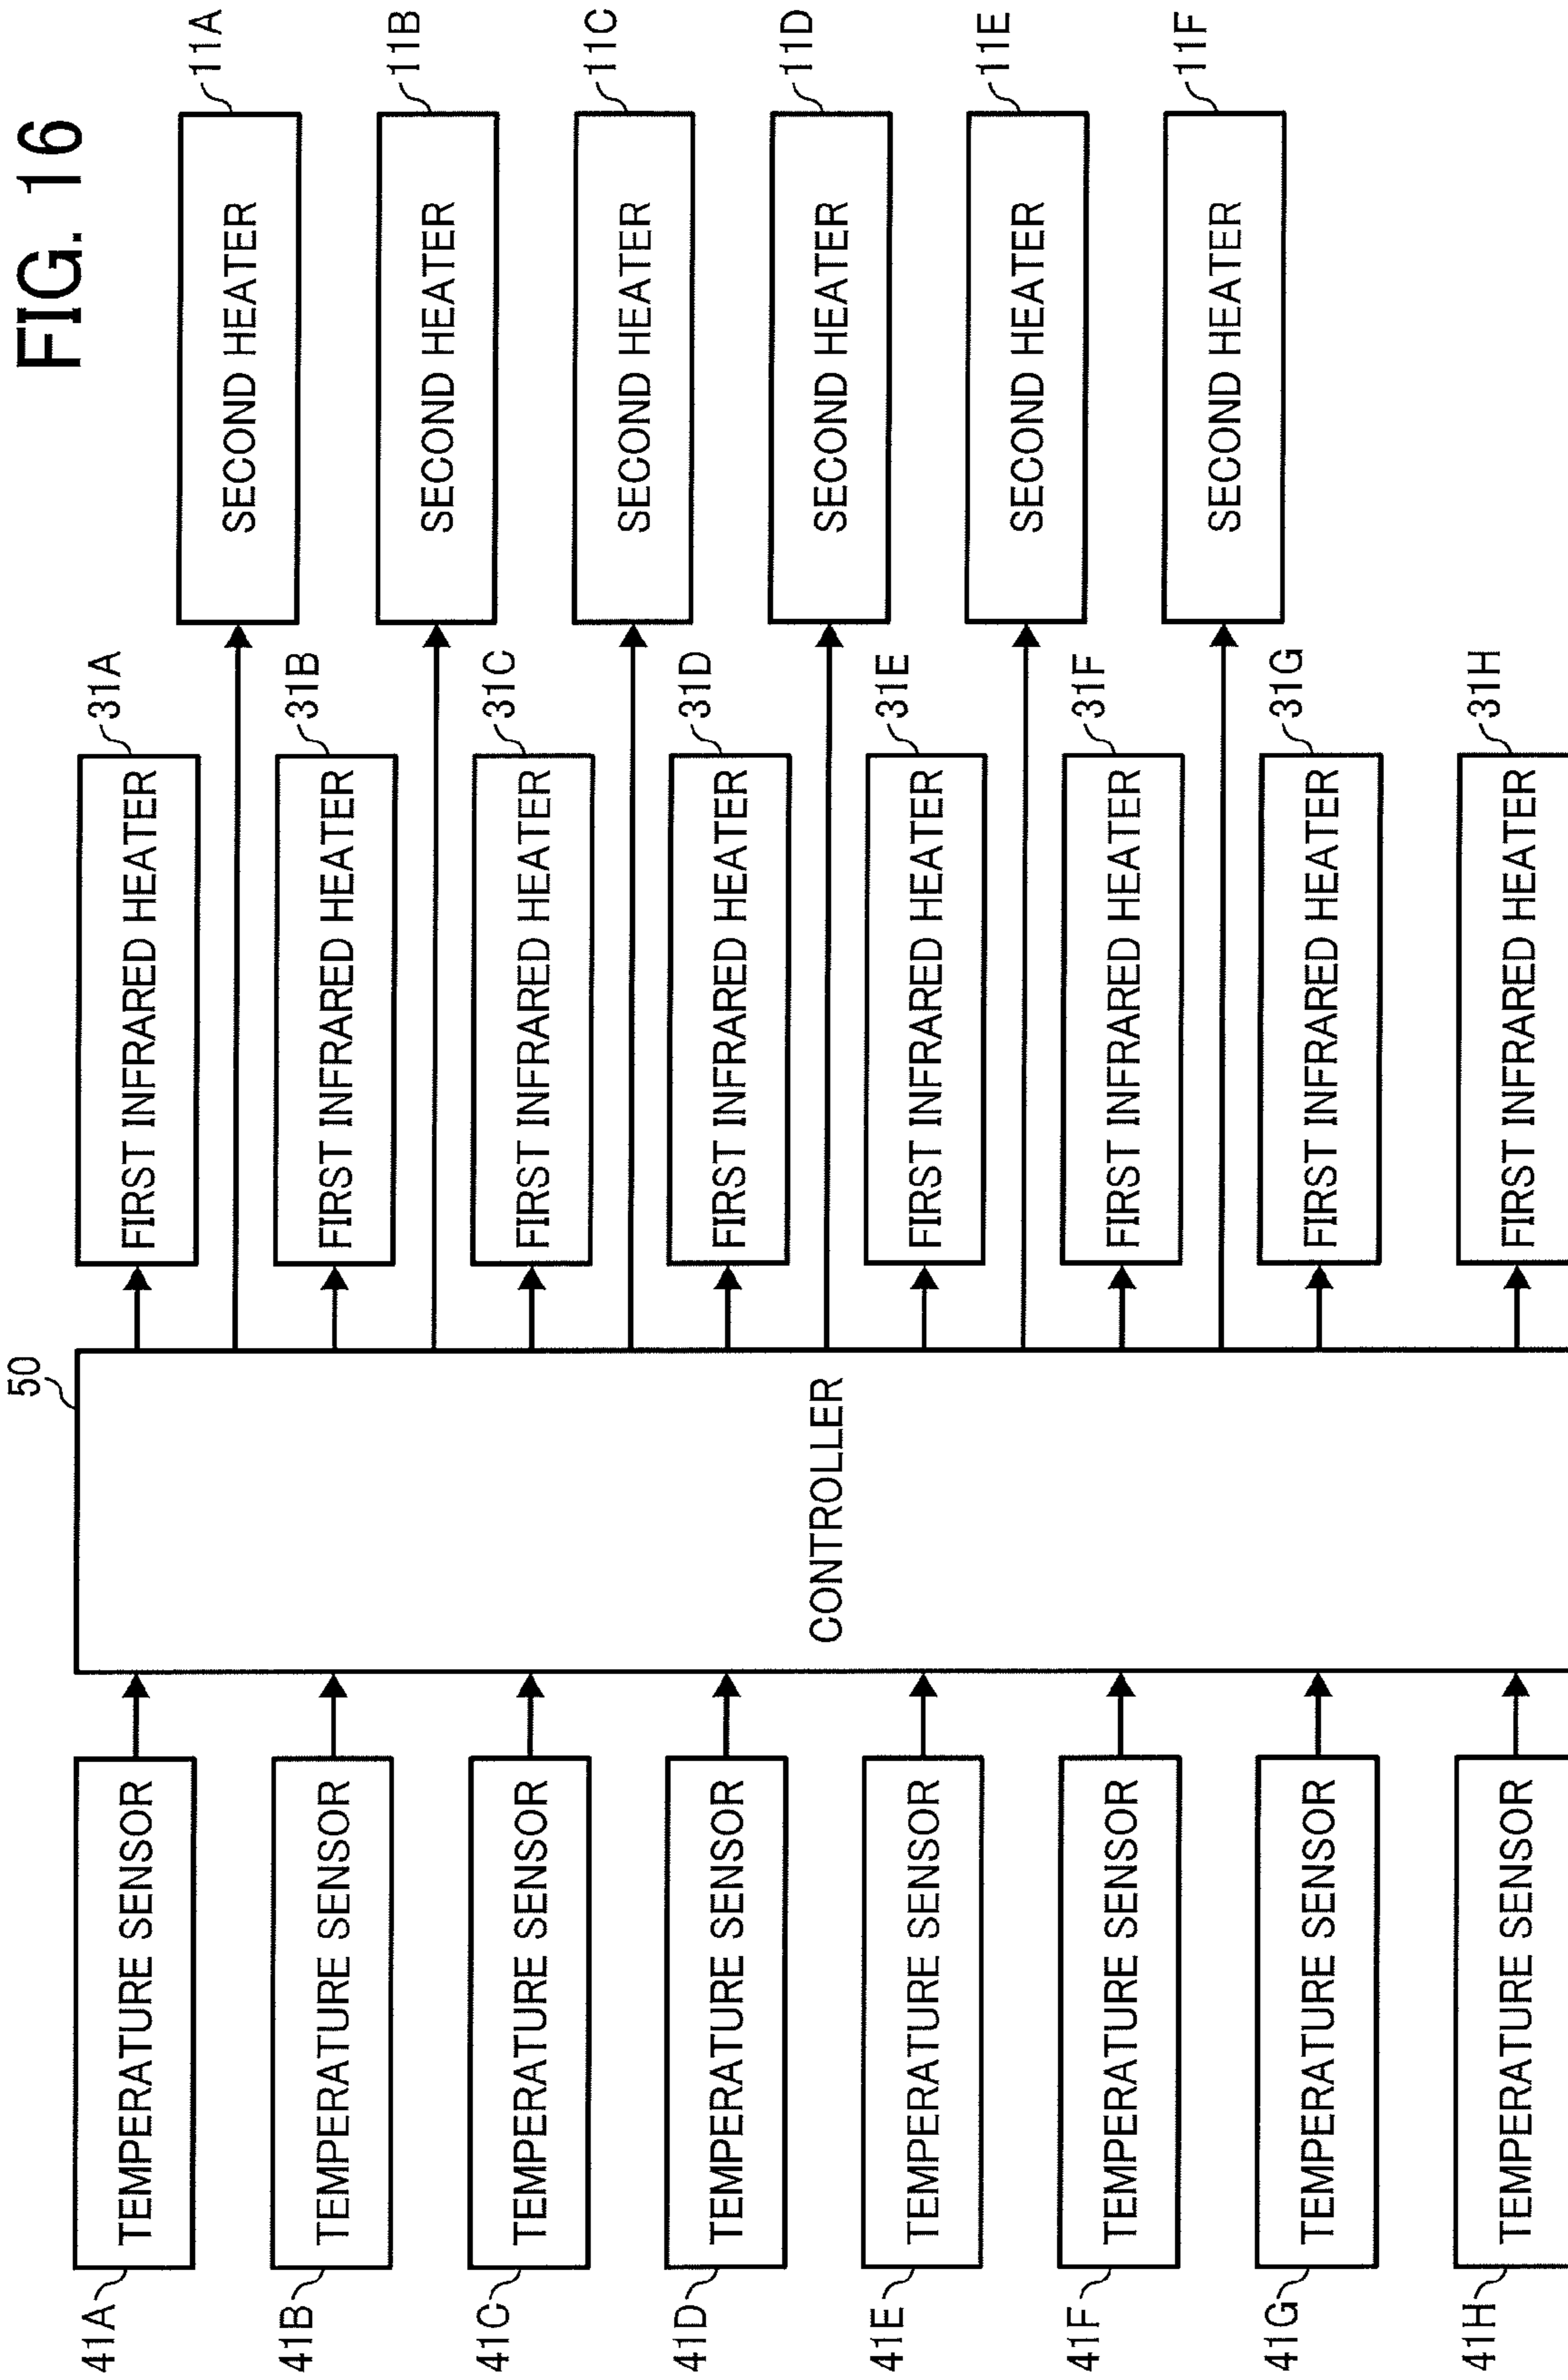 FIG. 16
50
41A
TEMPERATURE SENSOR
41B
TEMPERATURE SENSOR
41C
TEMPERATURE SENSOR
41D
TEMPERATURE SENSOR
41E
TEMPERATURE SENSOR
41F
TEMPERATURE SENSOR
41G
TEMPERATURE SENSOR
41H
TEMPERATURE SENSOR
CONTROLLER
FIRST INFRARED HEATER
31A
FIRST INFRARED HEATER
31B
FIRST INFRARED HEATER
31C
FIRST INFRARED HEATER
31D
FIRST INFRARED HEATER
31E
FIRST INFRARED HEATER
31F
FIRST INFRARED HEATER
31G
FIRST INFRARED HEATER
31H
SECOND HEATER
11A
SECOND HEATER
11B
SECOND HEATER
11C
SECOND HEATER
11D
SECOND HEATER
11E
SECOND HEATER
11F